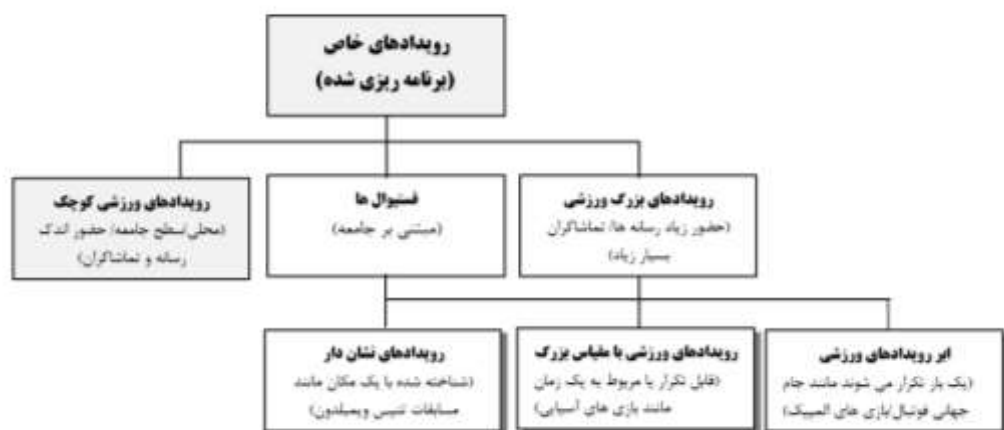 رویدادهای خاص
(برنامه ریزی شده)
رویدادهای بزرگ ورزشی
(حضور زیاد رسانه ها/ تماشاگران
بسیار زیاد)
فستیوال ها
(مبتنی بر جامعه)
رویدادهای ورزشی کوچک
(محلی/سطح جامعه/ حضور اندک
رسانه و تماشاگران)
ابر رویدادهای ورزشی
(یک بار تکرار می شوند مانند جام
جهانی فوتبال/بازی های المپیک)
رویدادهای ورزشی با مقیاس بزرگ
(قابل تکرار یا مربوط به یک زمان
مانند بازی های آسیایی)
رویدادهای نشان دار
(شناخته شده با یک مکان مانند
مسابقات تنیس ویمبلدون)